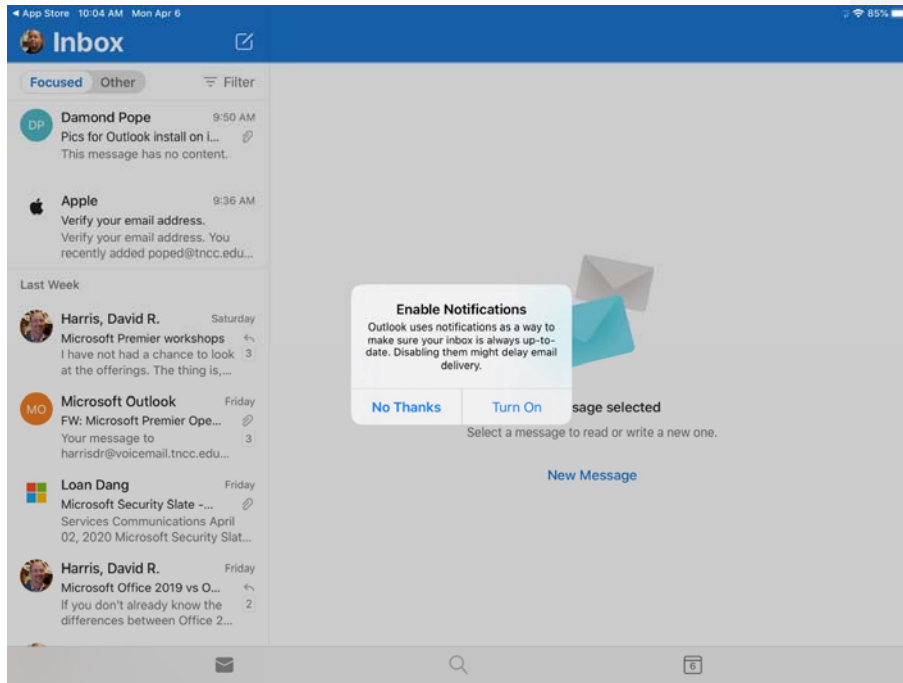 App Store 10:04 AM Mon Apr 6 85%
Inbox
Focused Other Filter
DP
Damond Pope 9:50 AM
Pics for Outlook install on i...
This message has no content.
Apple 9:36 AM
Verify your email address.
Verify your email address. You
recently added poped@tncc.edu...
Last Week
Harris, David R. Saturday
Microsoft Premier workshops
I have not had a chance to look 3
at the offerings. The thing is,...
MO
Microsoft Outlook Friday
FW: Microsoft Premier Ope...
Your message to 3
harrisdr@voicemail.tncc.edu...
Loan Dang Friday
Microsoft Security Slate -...
Services Communications April
02, 2020 Microsoft Security Slat...
Harris, David R. Friday
Microsoft Office 2019 vs O...
If you don't already know the 2
differences between Office 2...
Enable Notifications
Outlook uses notifications as a way to
make sure your inbox is always up-to-
date. Disabling them might delay email
delivery.
No Thanks Turn On
sage selected
Select a message to read or write a new one.
New Message
6